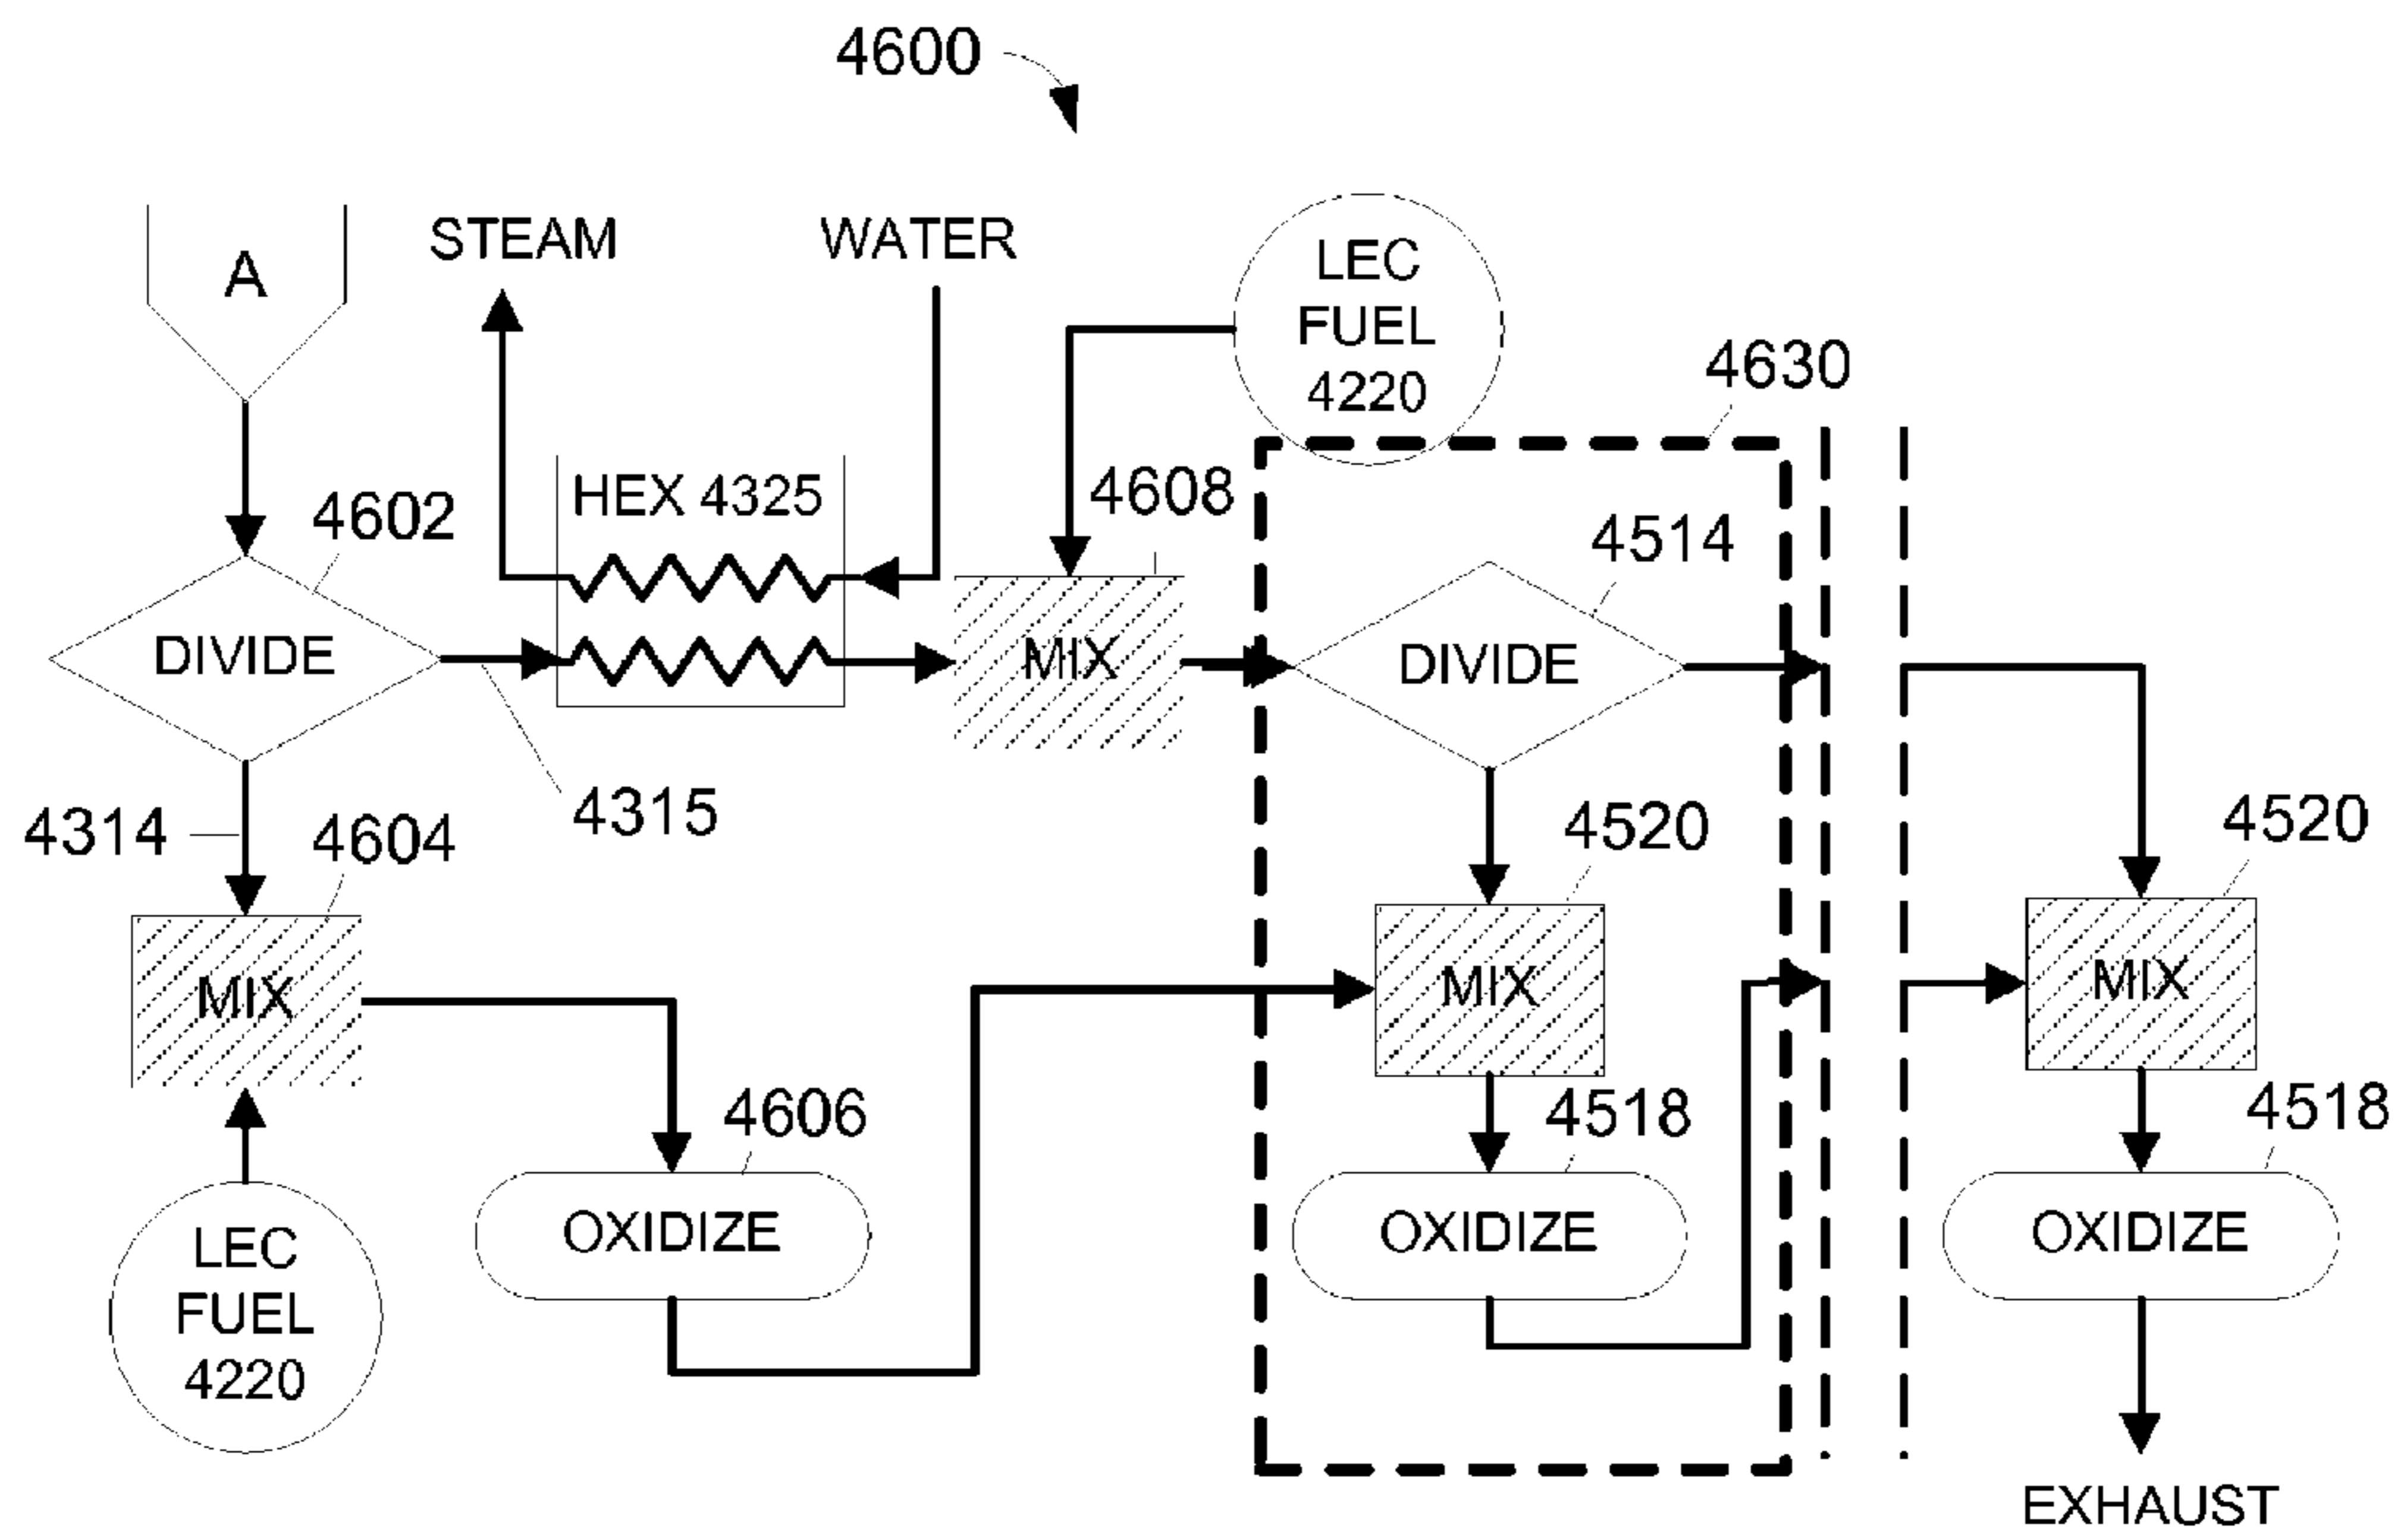 4600
A
STEAM
WATER
LEC
FUEL
4220
4630
4602
HEX 4325
4608
4514
DIVIDE
MIX
DIVIDE
4315
4314
4604
4520
4520
MIX
MIX
MIX
4606
4518
4518
OXIDIZE
OXIDIZE
OXIDIZE
LEC
FUEL
4220
EXHAUST